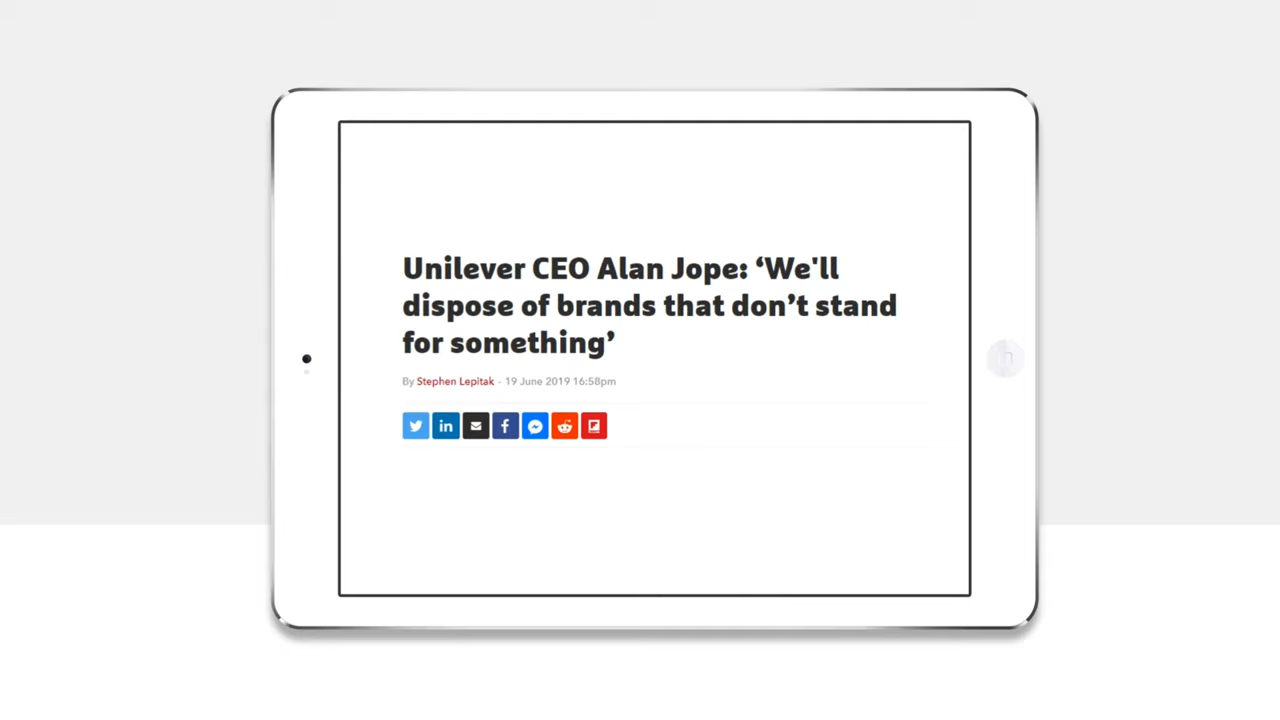 Unilever CEO Alan Jope: ‘We'll
dispose of brands that don’t stand
for something’
By Stephen Lepitak - 19 June 2019 16:58pm